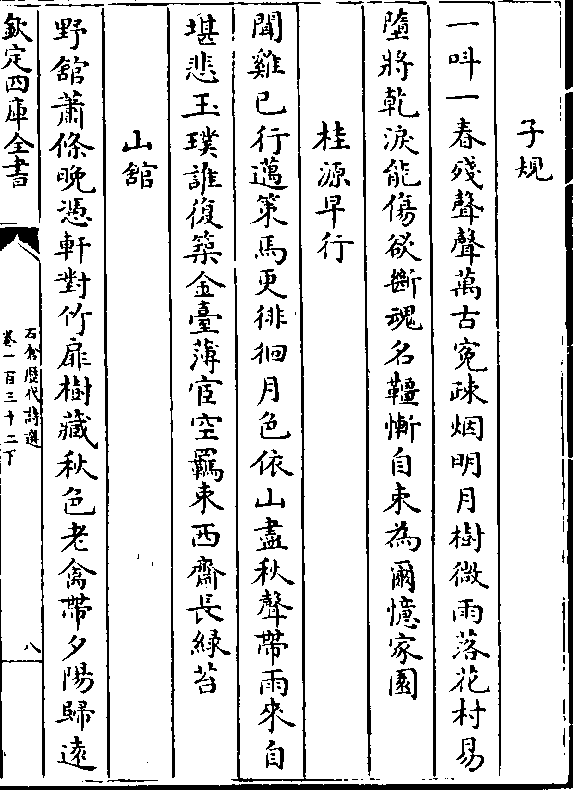 子規
一呌一春殘聲聲萬古寃疎烟明月樹微雨落花村易
墮將乾淚能傷欲斷魂名韁慚自束為爾憶家園
桂源早行
聞雞已行邁策馬更徘徊月色依山盡秋聲帶雨來自
堪悲玉璞誰復築金臺薄宦空羈束西齋長緑苔
山舘
野舘蕭條晚憑軒對竹扉樹藏秋色老禽帶夕陽歸遠
欽定四庫全書
石倉歴代詩選
卷一百三十二下
八